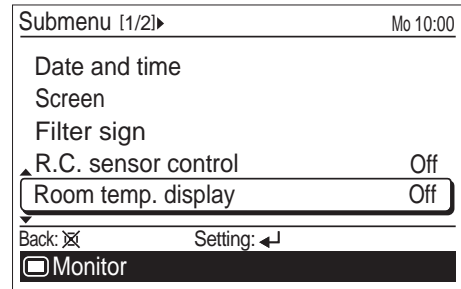 Submenu [1/2]▶ Mo 10:00
Date and time
Screen
Filter sign
R.C. sensor control Off
Room temp. display Off
Back: Setting:
Monitor